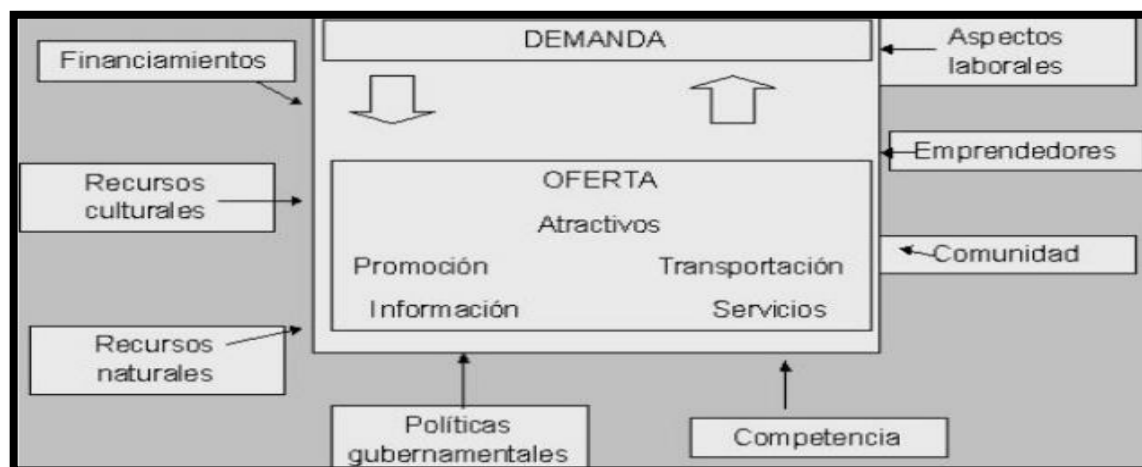 DEMANDA
Financiamientos
Aspectos
laborales
Emprendedores
Recursos
culturales
OFERTA
Atractivos
Promoción
Transportación
Información
Servicios
Comunidad
Recursos
naturales
Políticas
gubernamentales
Competencia